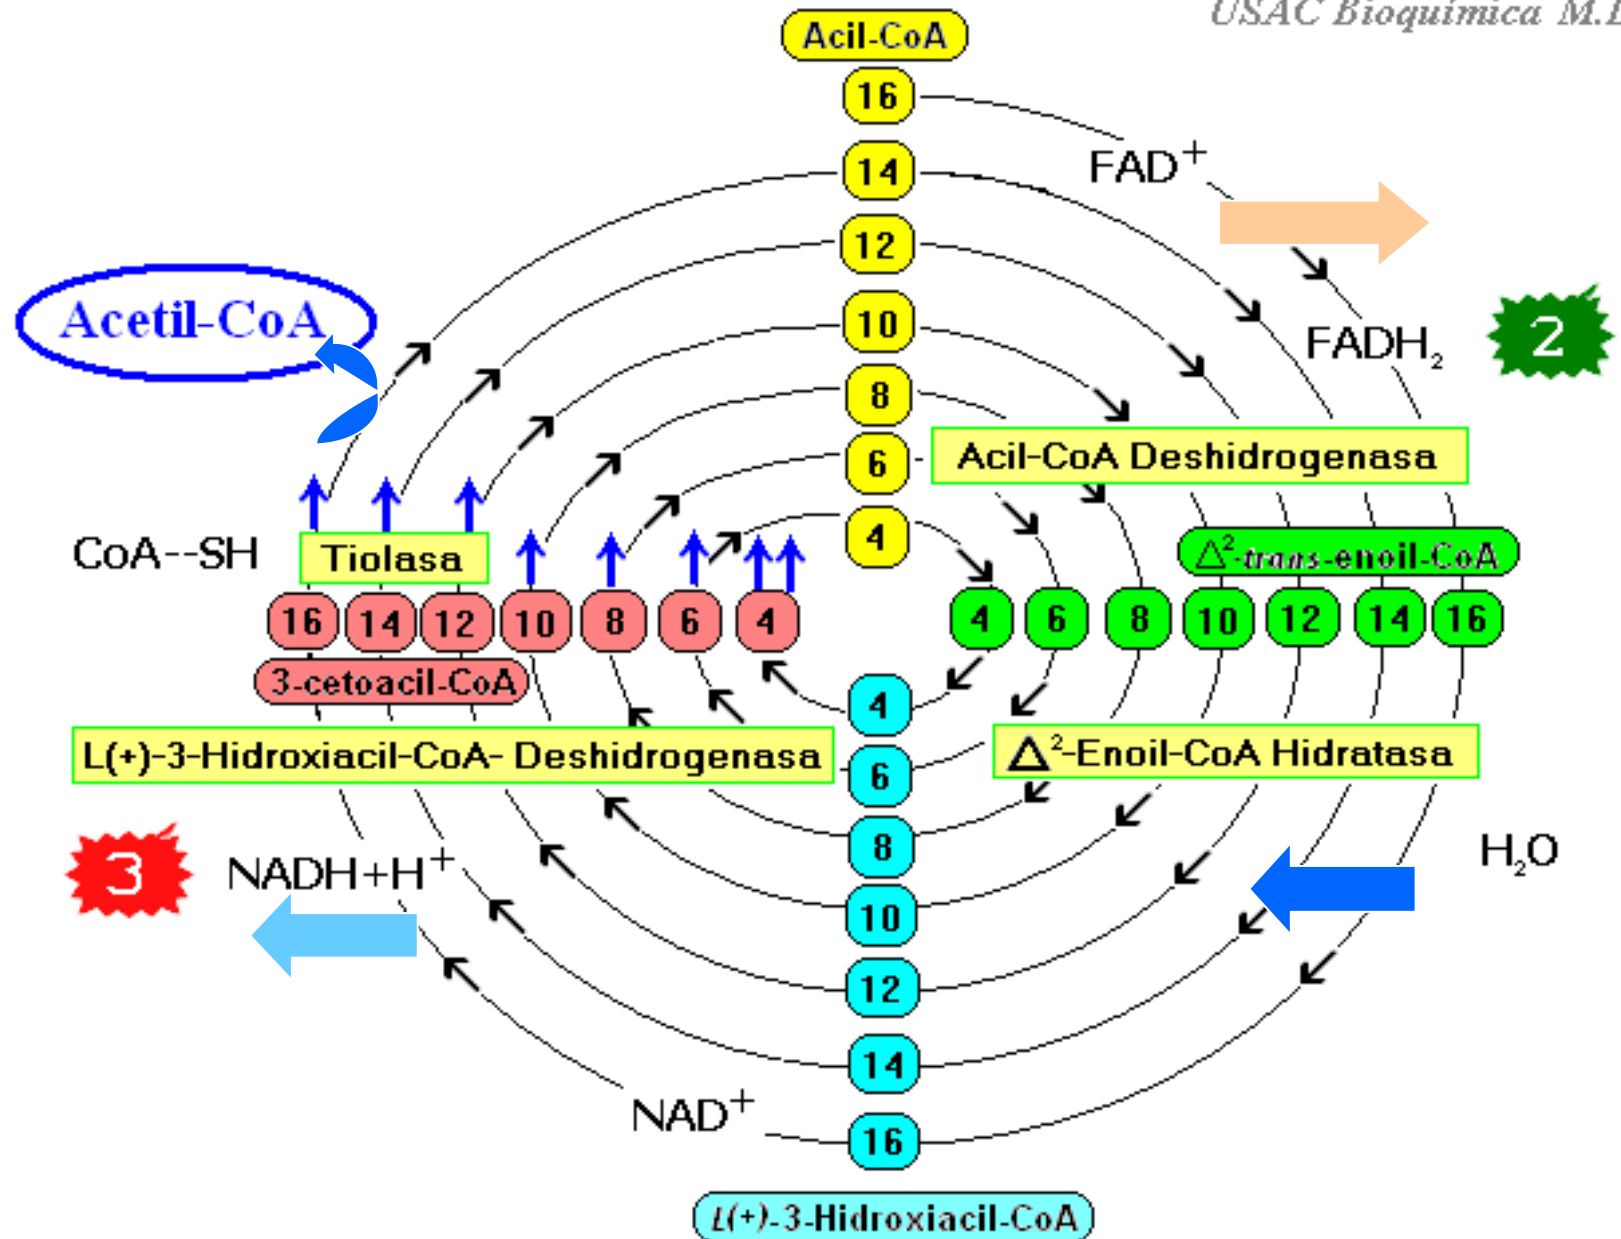 USAC Bioquímica M.L
Acil-CoA
16
14
12
10
8
6
4
FAD+
FADH2
2
Acetil-CoA
Acil-CoA Deshidrogenasa
CoA--SH
Tiolasa
Δ2-trans-enoil-CoA
16 14 12 10 8 6 4
4 6 8 10 12 14 16
3-cetoacil-CoA
L(+)-3-Hidroxiacil-CoA- Deshidrogenasa
Δ2-Enoil-CoA Hidratasa
4
6
8
10
12
14
16
3
NADH+H+
H2O
NAD+
L(+)-3-Hidroxiacil-CoA